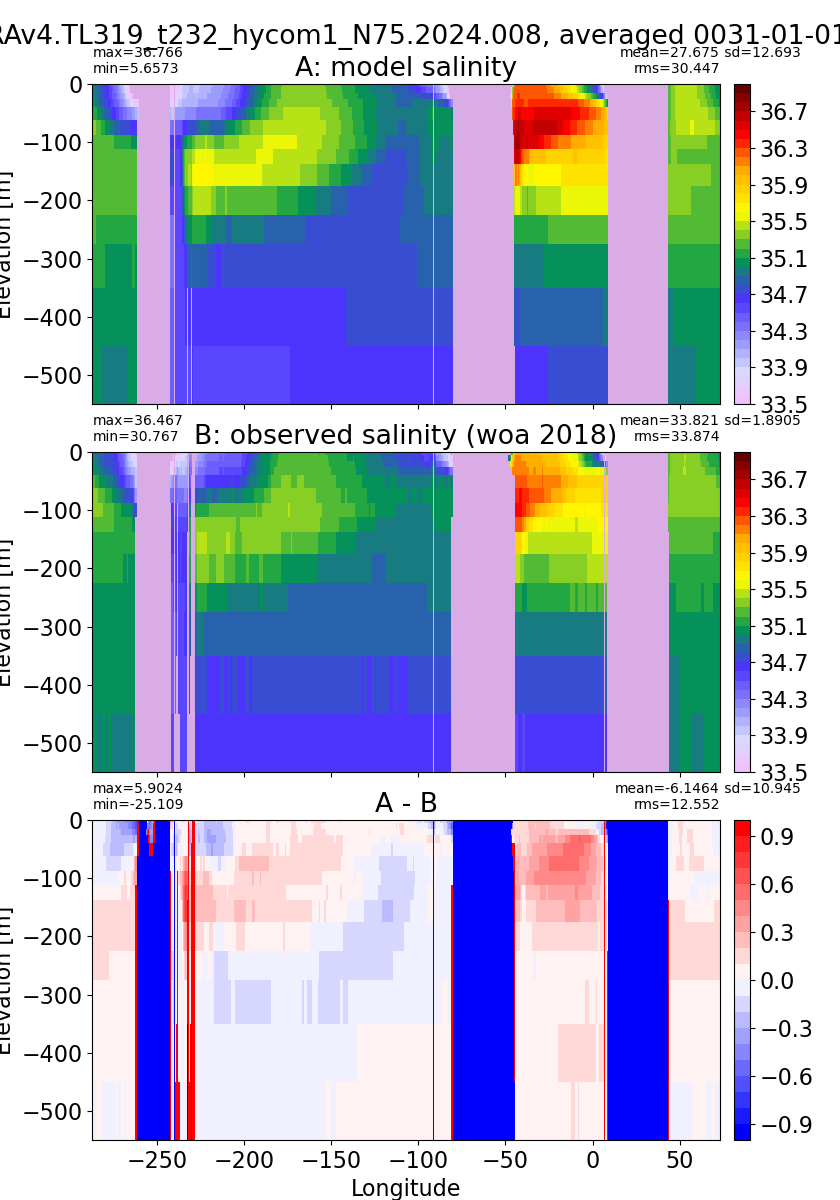 RAv4.TL319_t232_hycom1_N75.2024.008, averaged 0031-01-01
max=36.766
min=5.6573
A: model salinity
mean=27.675 sd=12.693
rms=30.447
0
−100
−200
−300
−400
−500
Elevation [m]
36.7
36.3
35.9
35.5
35.1
34.7
34.3
33.9
33.5
max=36.467
min=30.767
B: observed salinity (woa 2018)
mean=33.821 sd=1.8905
rms=33.874
0
−100
−200
−300
−400
−500
Elevation [m]
36.7
36.3
35.9
35.5
35.1
34.7
34.3
33.9
33.5
max=5.9024
min=-25.109
A - B
mean=-6.1464 sd=10.945
rms=12.552
0
−100
−200
−300
−400
−500
Elevation [m]
0.9
0.6
0.3
0.0
−0.3
−0.6
−0.9
−250
−200
−150
−100
−50
0
50
Longitude